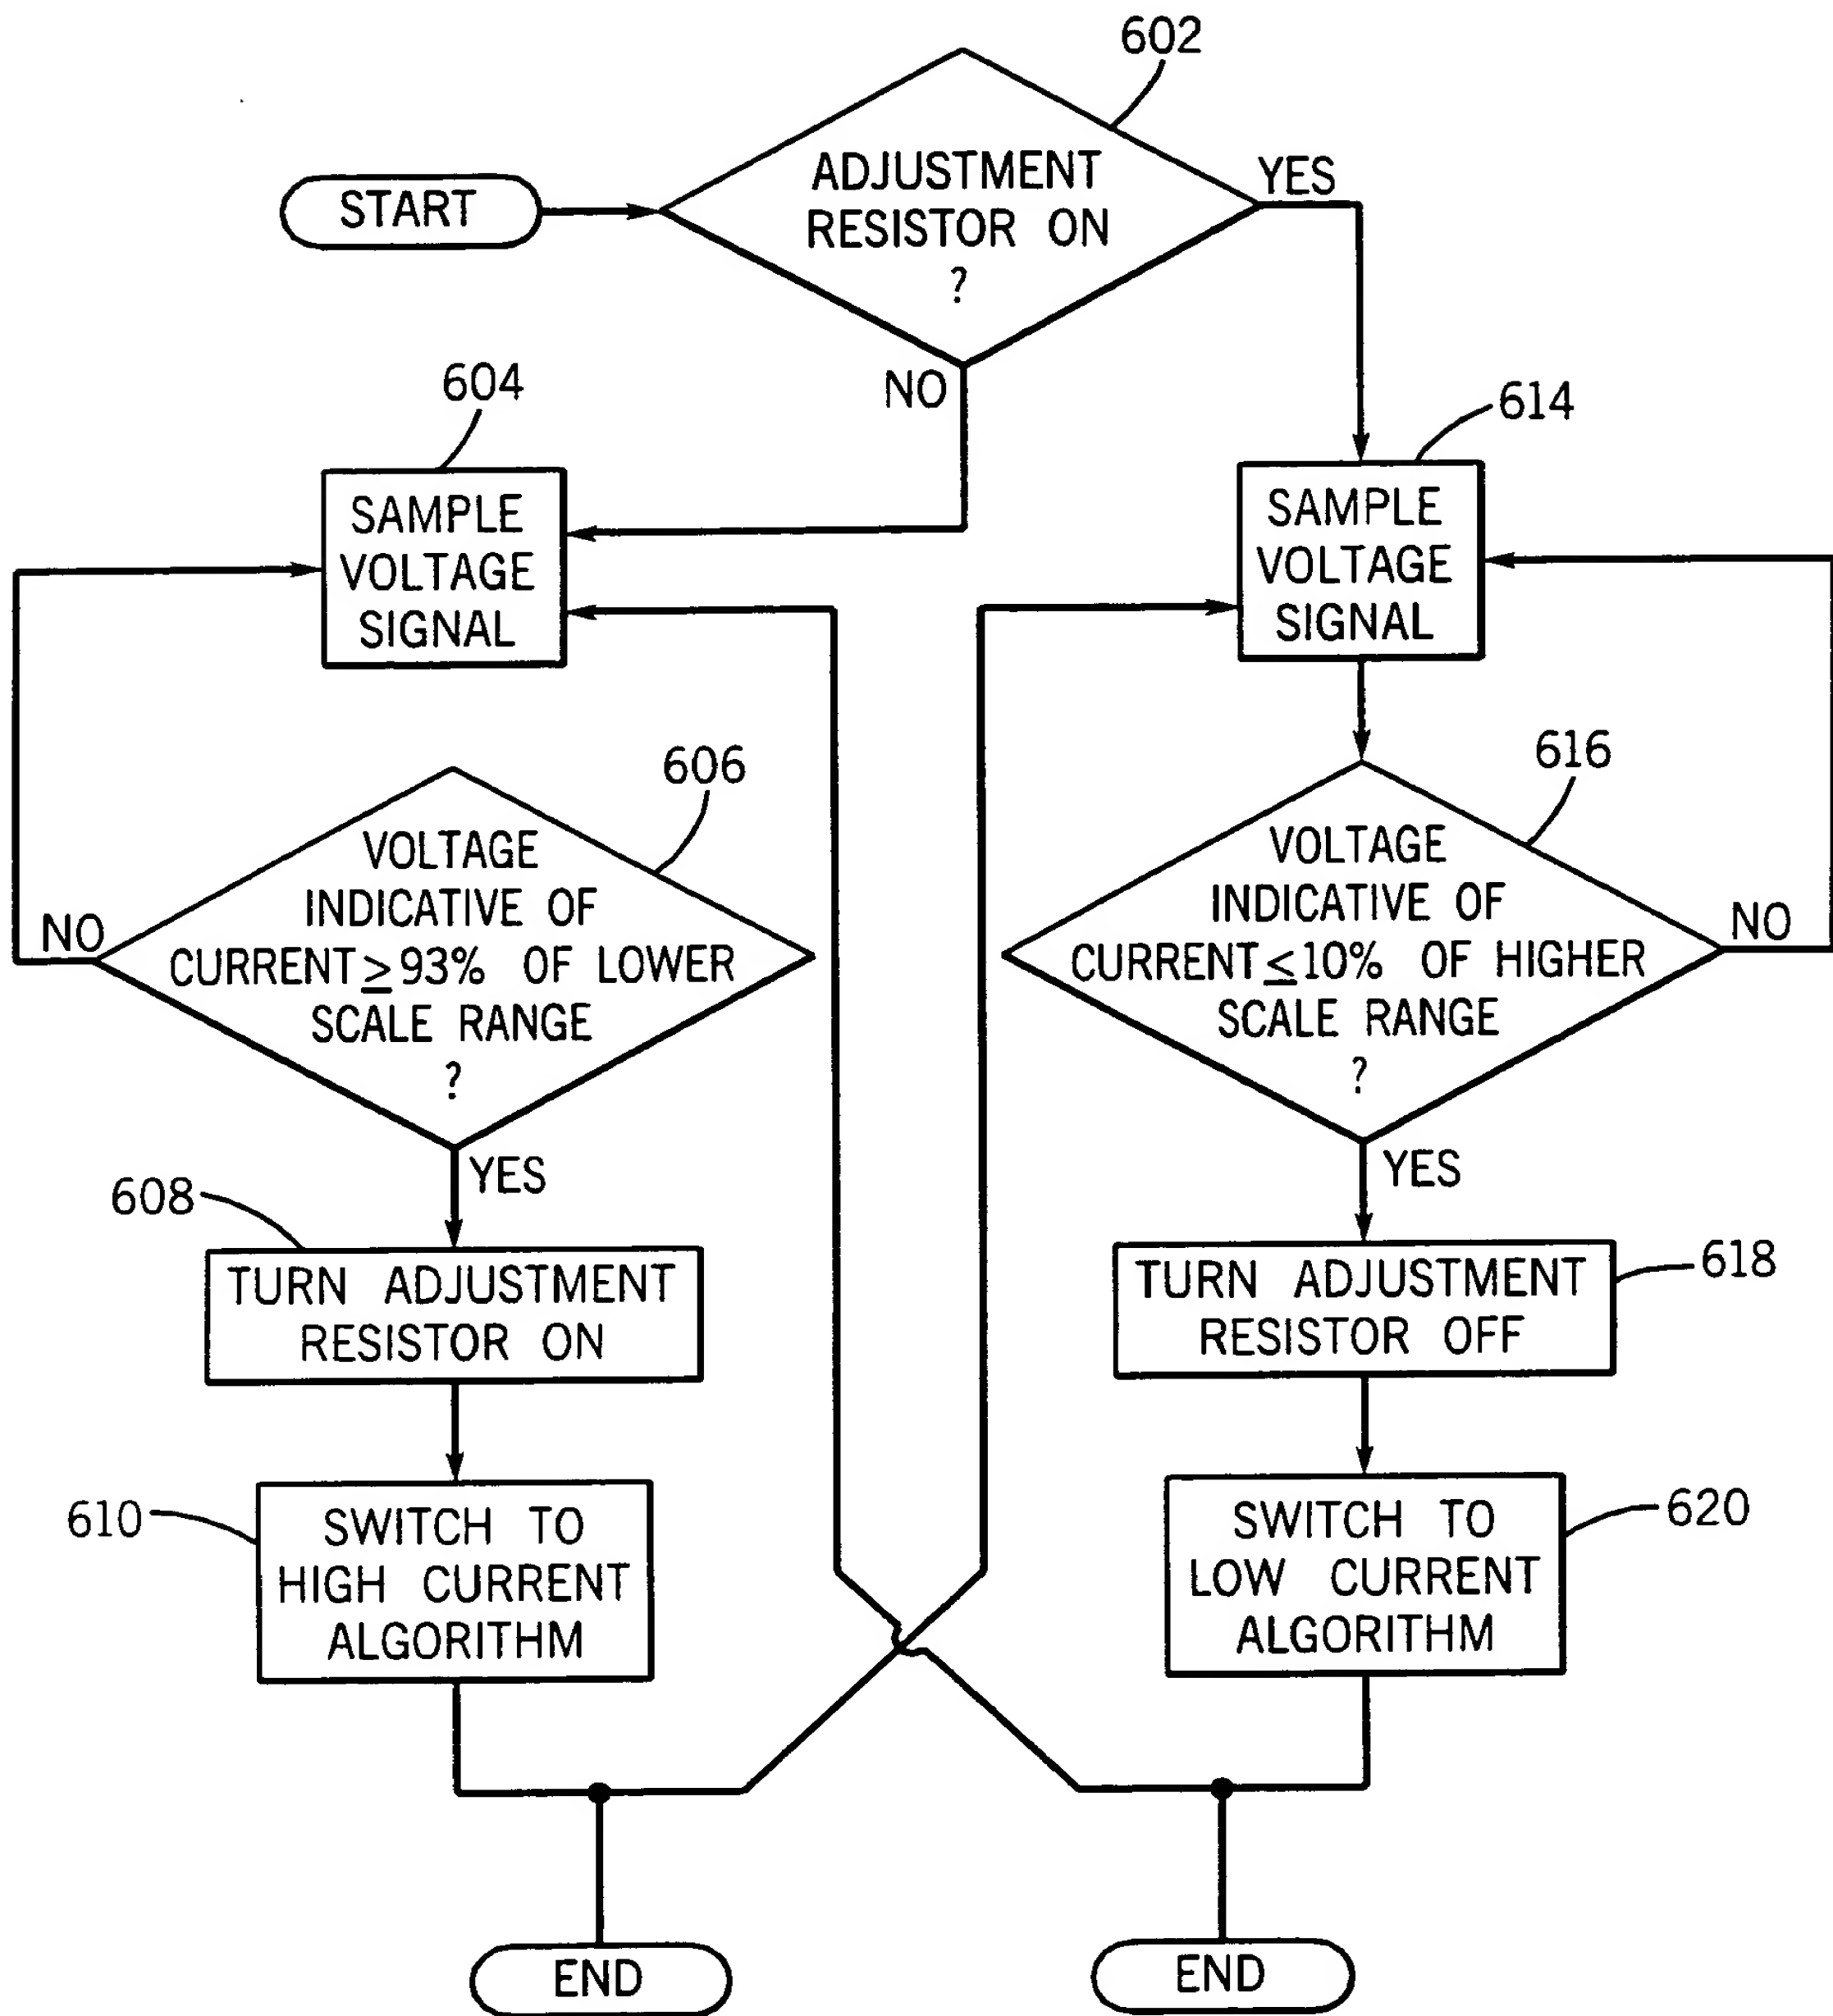 602
ADJUSTMENT
RESISTOR ON
?
START
YES
NO
604
SAMPLE
VOLTAGE
SIGNAL
614
SAMPLE
VOLTAGE
SIGNAL
606
VOLTAGE
INDICATIVE OF
CURRENT ≥ 93% OF LOWER
SCALE RANGE
?
NO
YES
616
VOLTAGE
INDICATIVE OF
CURRENT ≤ 10% OF HIGHER
SCALE RANGE
?
NO
YES
608
TURN ADJUSTMENT
RESISTOR ON
618
TURN ADJUSTMENT
RESISTOR OFF
610
SWITCH TO
HIGH CURRENT
ALGORITHM
620
SWITCH TO
LOW CURRENT
ALGORITHM
END
END